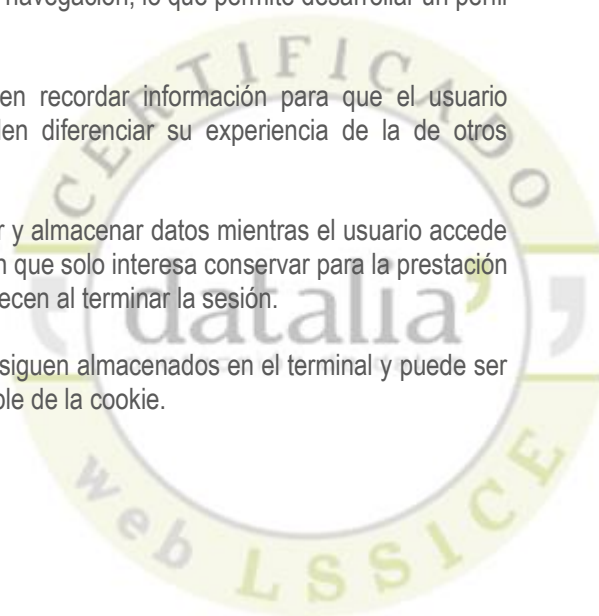 navegación, lo que permite desarrollar un perfil
en recordar información para que el usuario
den diferenciar su experiencia de la de otros
r y almacenar datos mientras el usuario accede
n que solo interesa conservar para la prestación
ecen al terminar la sesión.
siguen almacenados en el terminal y puede ser
ble de la cookie.
CERTIFICADO
datalia
web LSSICE